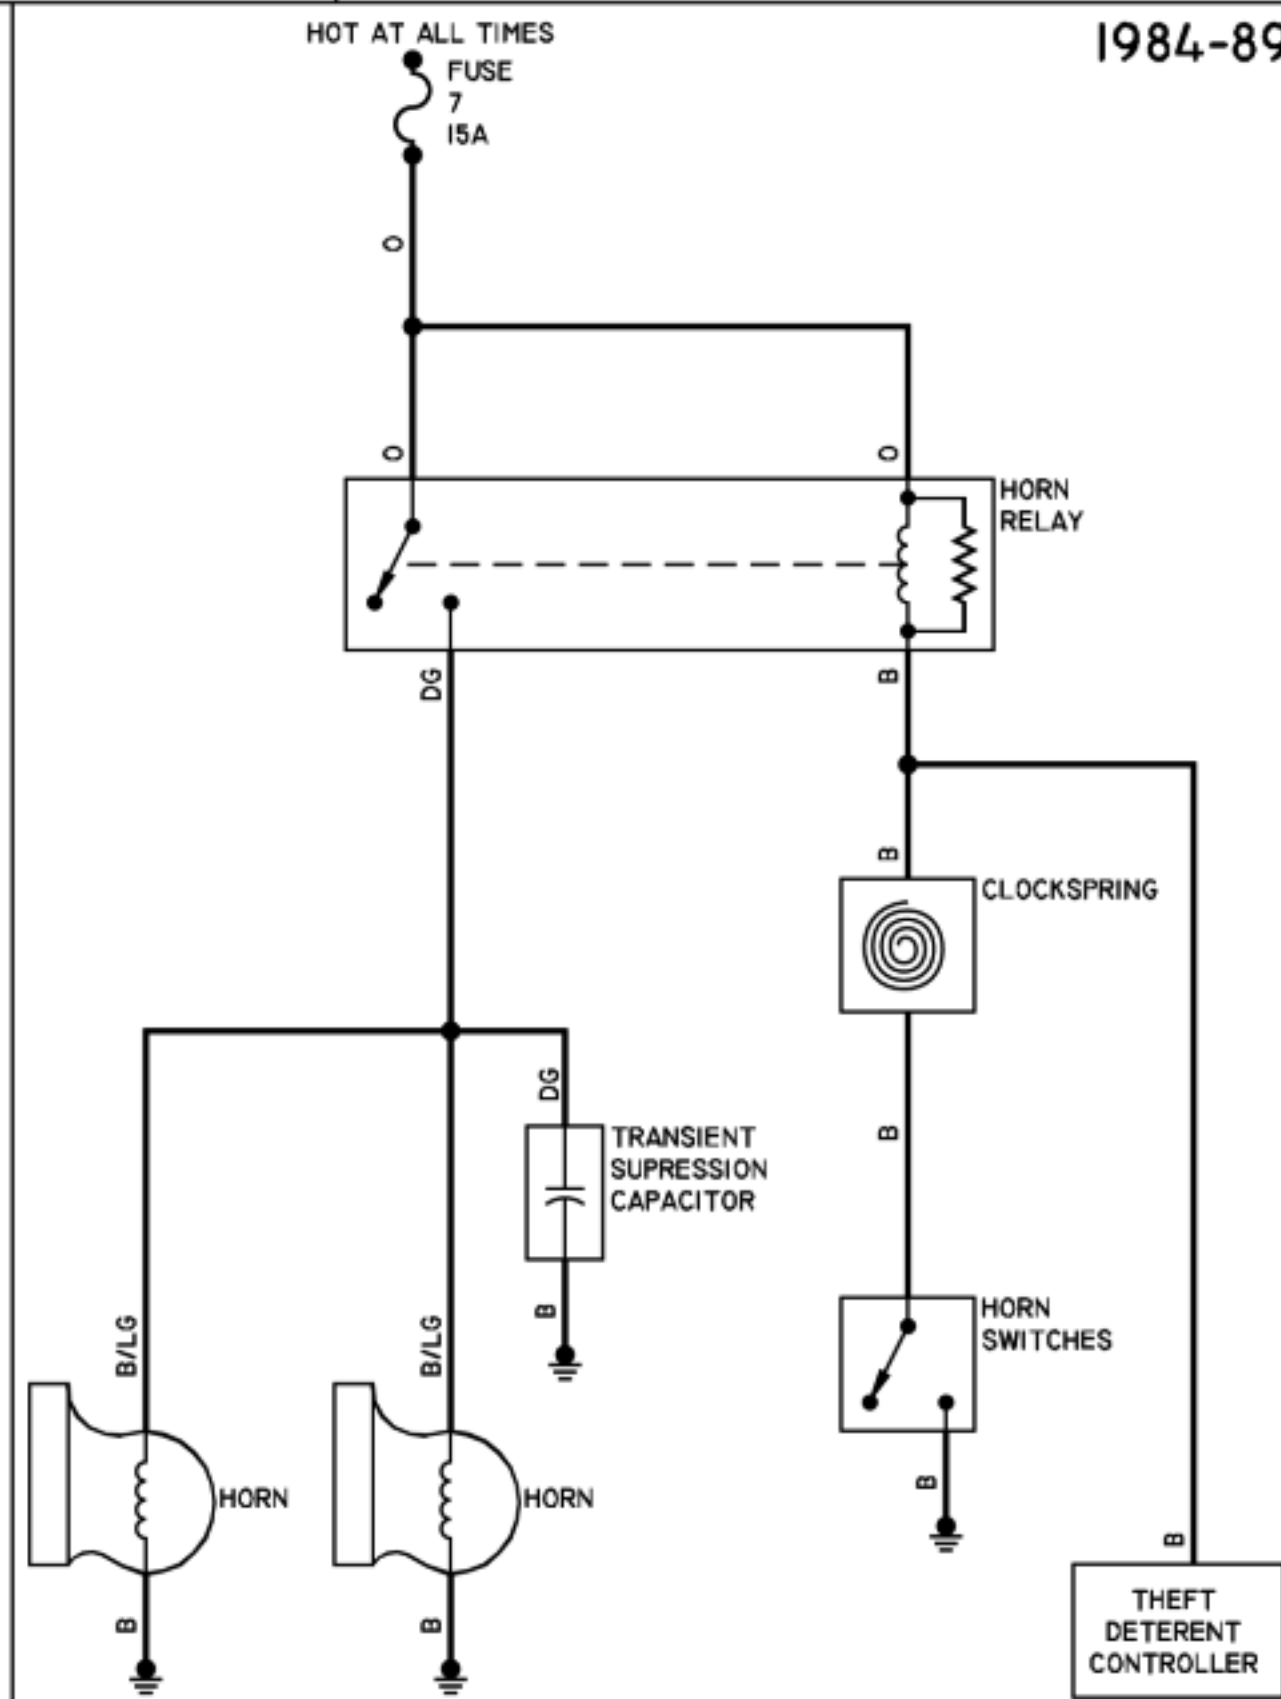 HOT AT ALL TIMES
1984-89
FUSE
7
15A
O
O
O
HORN
RELAY
DG
B
B
CLOCKSPRING
DG
B
TRANSIENT
SUPRESSION
CAPACITOR
B/LG
B/LG
B
HORN
SWITCHES
HORN
HORN
B
B
B
B
THEFT
DETERENT
CONTROLLER